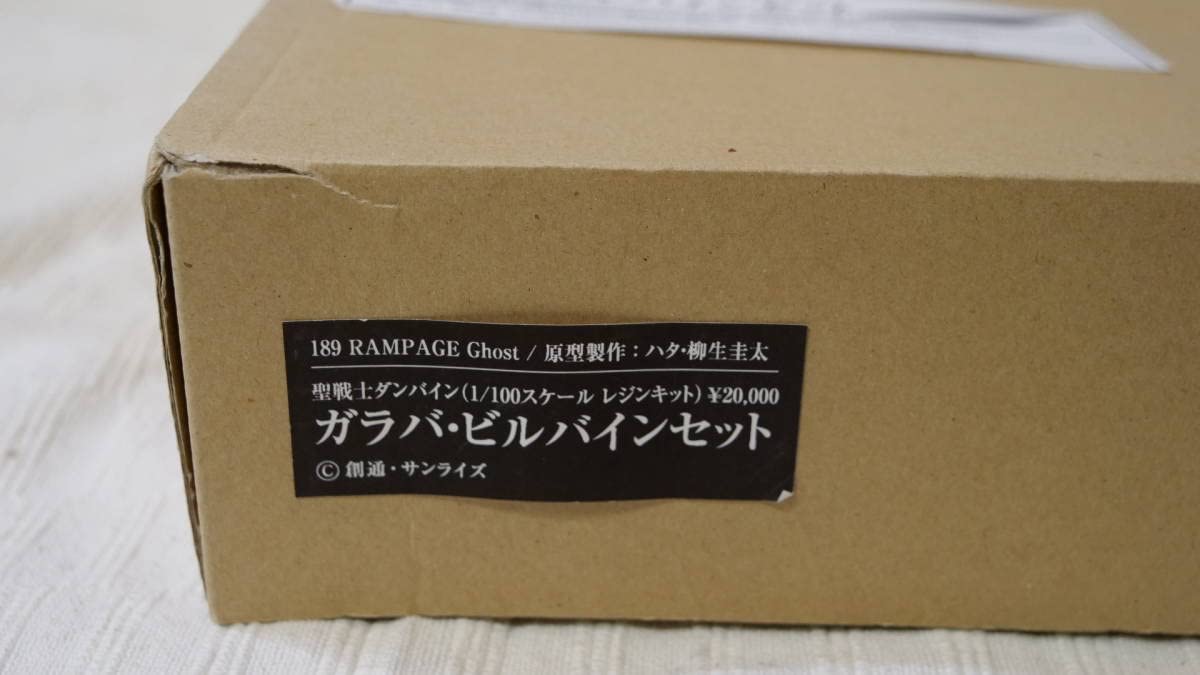 189 RAMPAGE Ghost / 原型製作：ハタ・柳生圭太
聖戦士ダンバイン（1/100スケール レジンキット）¥20,000
ガラバ・ビルバインセット
Ⓒ 創通・サンライズ